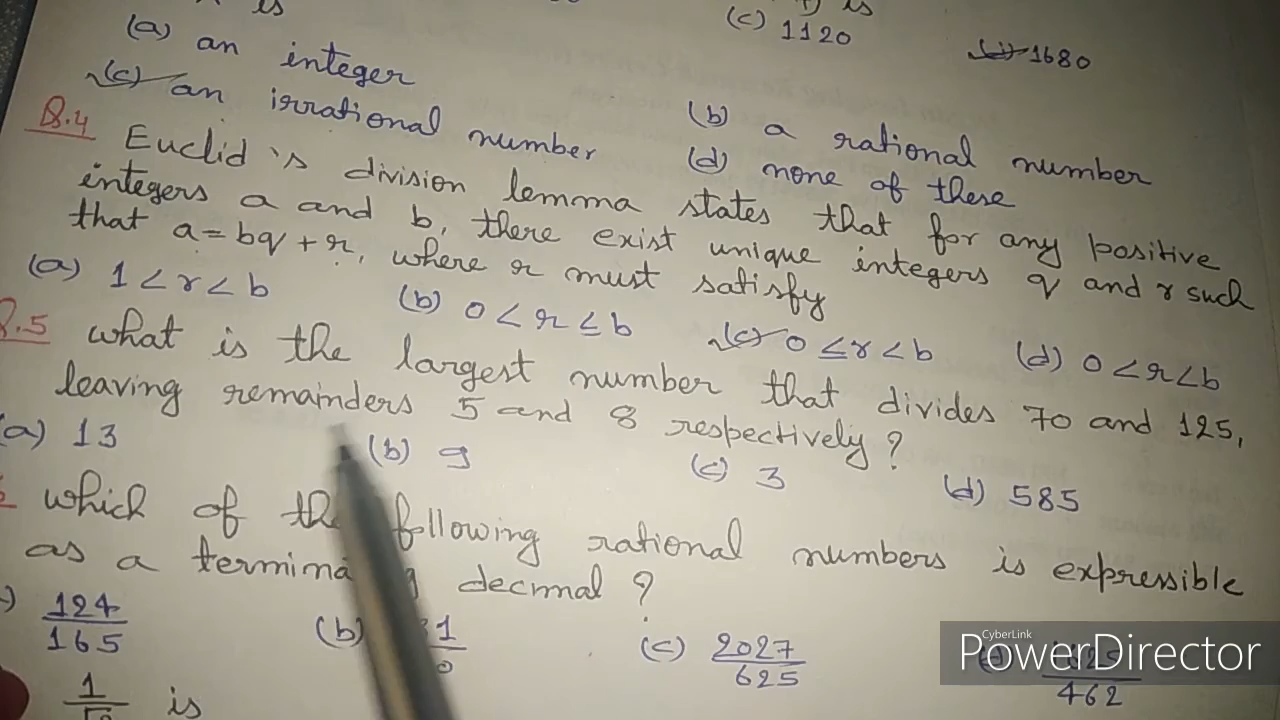 is
is
(c) 1120
1680
(a) an integer
(b) a rational number
(c) an irrational number
(d) none of these
Q.4 Euclid's division lemma states that for any positive
integers a and b, there exist unique integers q and r such
that a = bq + r, where r must satisfy
(a) 1 < r < b
(b) 0 < r ≤ b
(c) 0 ≤ r < b
(d) 0 < r < b
Q.5 What is the largest number that divides 70 and 125,
leaving remainders 5 and 8 respectively?
(a) 13
(b) 9
(c) 3
(d) 585
which of the following rational numbers is expressible
as a decimal?
124/165
(b)
(c) 2027/625
462
is
CyberLink
PowerDirector